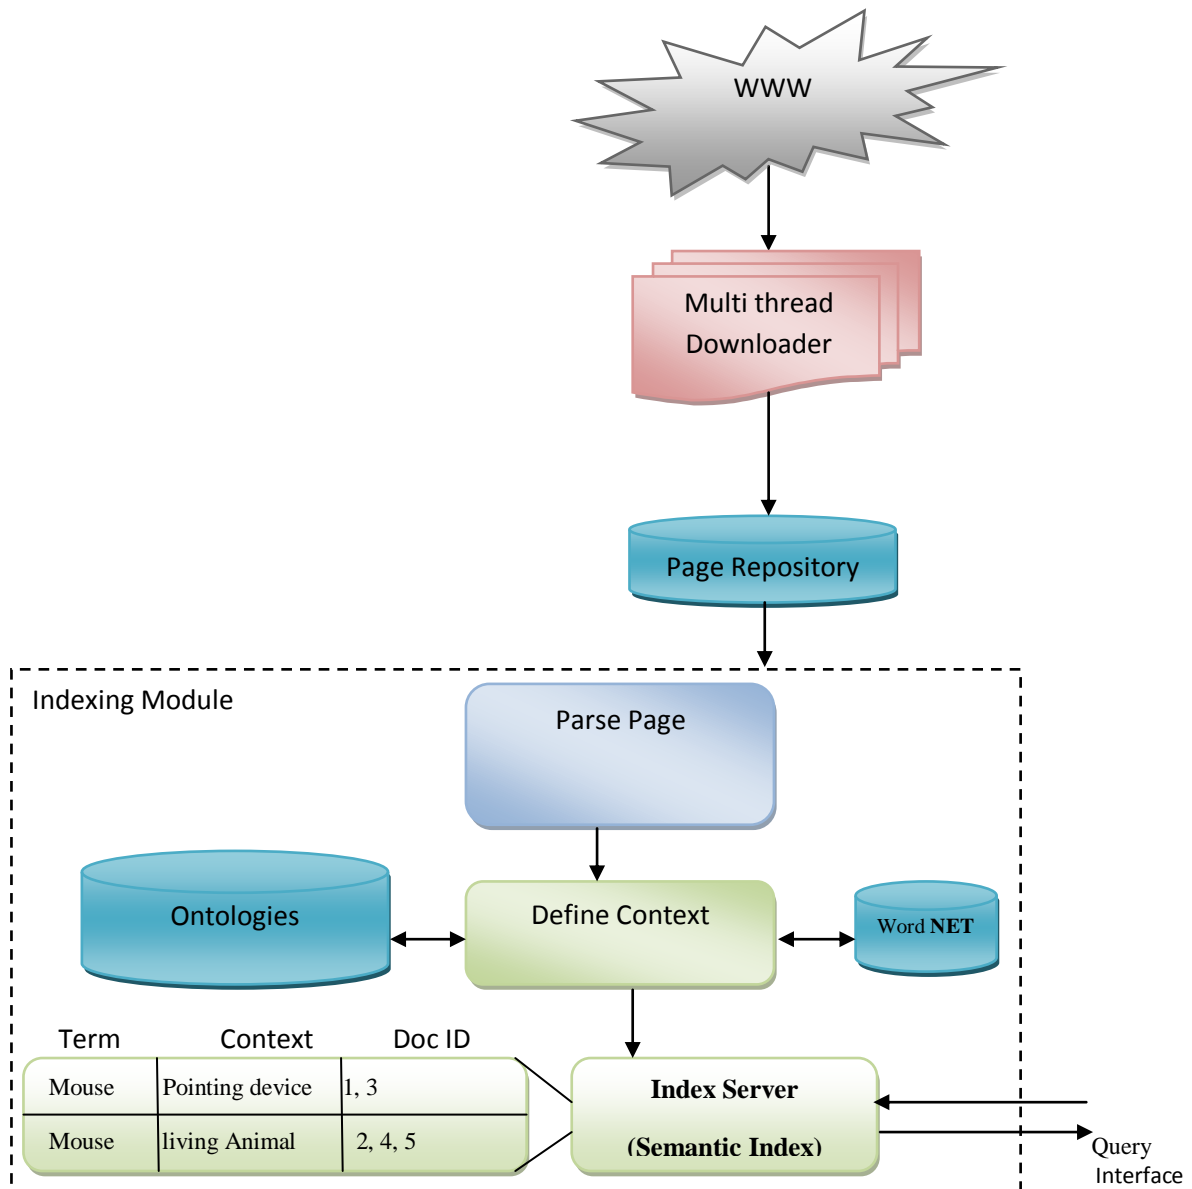 WWW
Multi thread
Downloader
Page Repository
Indexing Module
Parse Page
Ontologies
Define Context
Word NET
Term Context Doc ID
Mouse Pointing device 1, 3
Mouse living Animal 2, 4, 5
Index Server
(Semantic Index)
Query
Interface